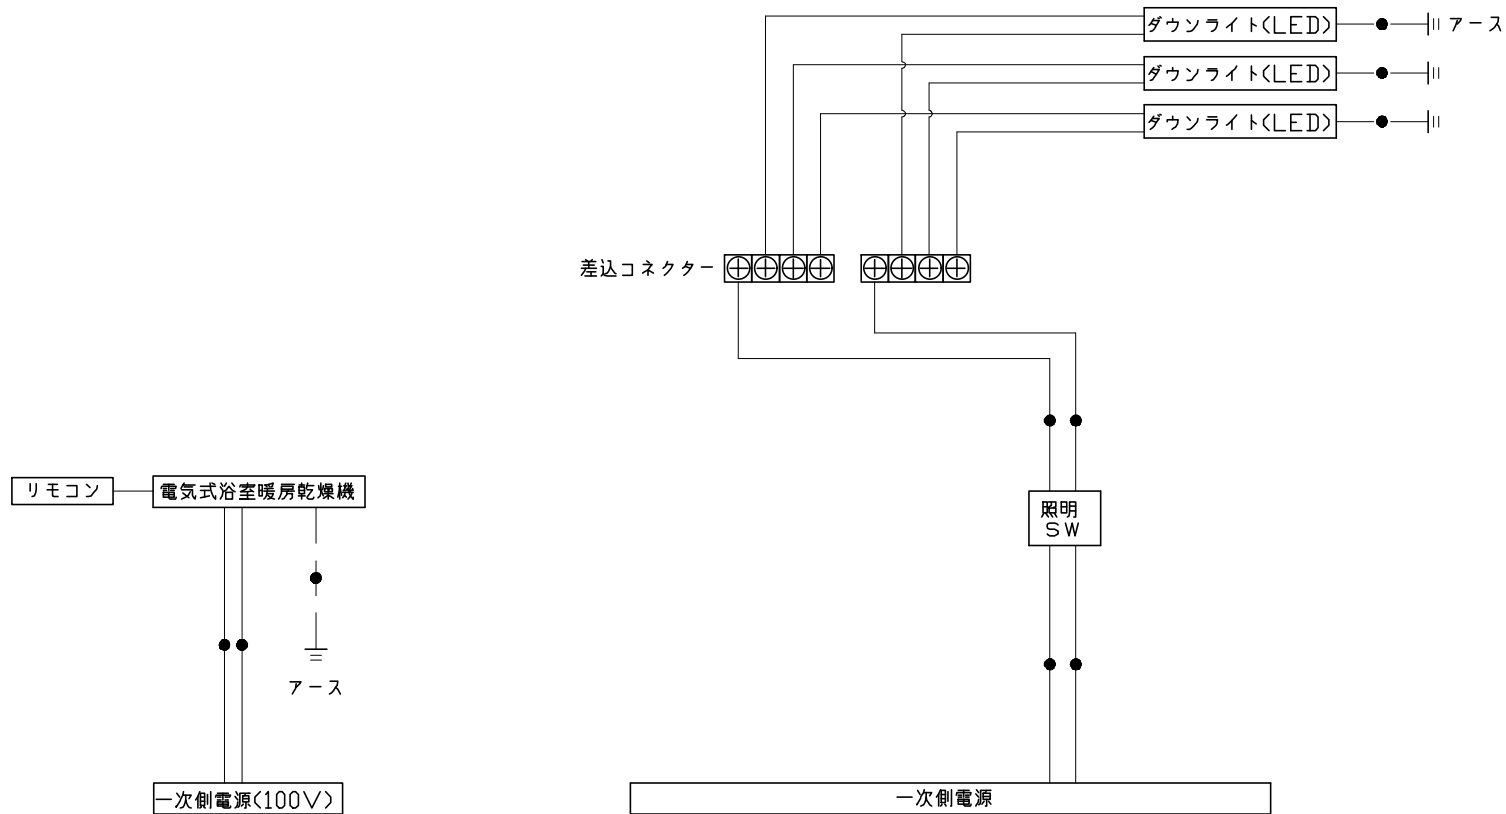 ダウンライト(LED)
アース
ダウンライト(LED)
ダウンライト(LED)
差込コネクター
リモコン
電気式浴室暖房乾燥機
照明
SW
アース
一次側電源(100V)
一次側電源